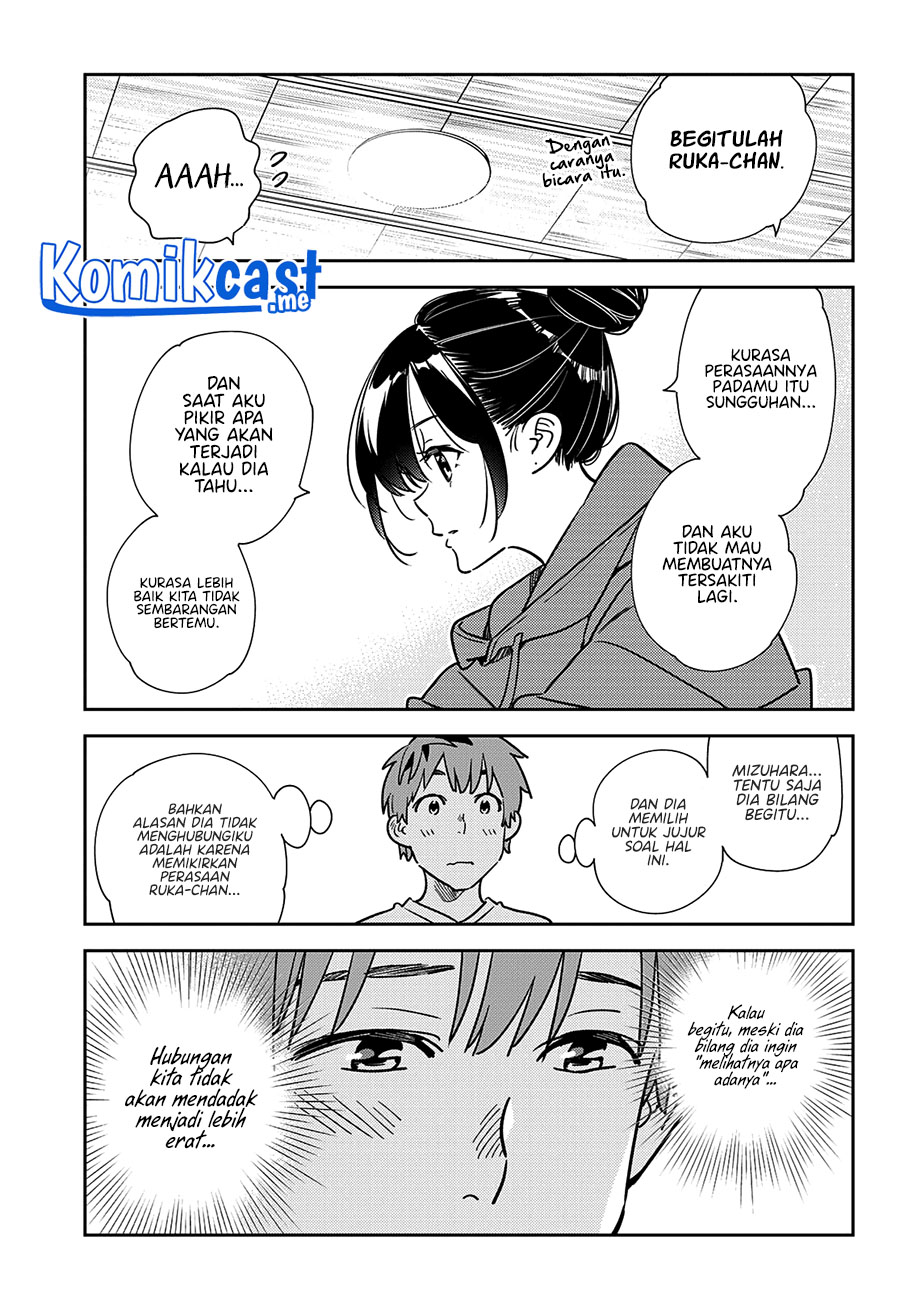 BEGITULAH
RUKA-CHAN.
Dengan
caranya
bicara itu.
AAAH...
Komikcast
.me
KURASA
PERASAANNYA
PADAMU ITU
SUNGGUHAN...
DAN AKU
TIDAK MAU
MEMBUATNYA
TERSAKITI
LAGI.
DAN
SAAT AKU
PIKIR APA
YANG AKAN
TERJADI
KALAU DIA
TAHU...
KURASA LEBIH
BAIK KITA TIDAK
SEMBARANGAN
BERTEMU.
MIZUHARA...
TENTU SAJA
DIA BILANG
BEGITU...
DAN DIA
MEMILIH
UNTUK JUJUR
SOAL HAL
INI.
BAHKAN
ALASAN DIA TIDAK
MENGHUBUNGIKU
ADALAH KARENA
MEMIKIRKAN
PERASAAN
RUKA-CHAN...
Kalau
begitu, meski dia
bilang dia ingin
"melihatnya apa
adanya"...
Hubungan
kita tidak
akan mendadak
menjadi lebih
erat...